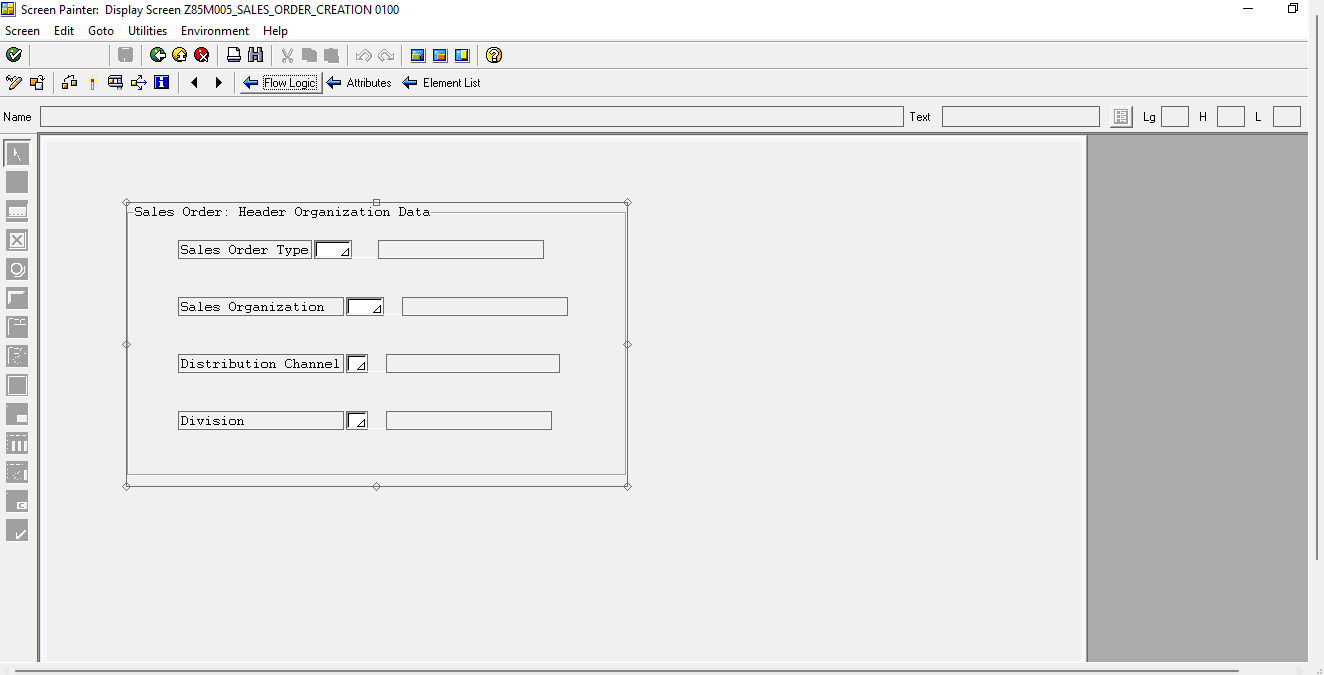 Screen Painter: Display Screen Z85M005_SALES_ORDER_CREATION 0100
Screen Edit Goto Utilities Environment Help
Flow Logic Attributes Element List
Name Text Lg H L
Sales Order: Header Organization Data
Sales Order Type
Sales Organization
Distribution Channel
Division